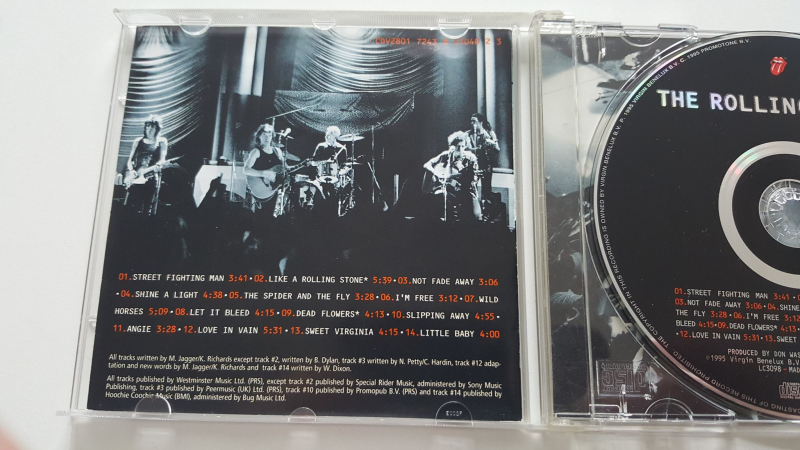 01.STREET FIGHTING MAN 3:41•02.LIKE A ROLLING STONE* 5:39•03.NOT FADE AWAY 3:06
•04.SHINE A LIGHT 4:38•05.THE SPIDER AND THE FLY 3:28•06.I'M FREE 3:12•07.WILD
HORSES 5:09•08.LET IT BLEED 4:15•09.DEAD FLOWERS* 4:13•10.SLIPPING AWAY 4:55•
11.ANGIE 3:28•12.LOVE IN VAIN 5:31•13.SWEET VIRGINIA 4:15•14.LITTLE BABY 4:00
All tracks written by M. Jagger/K. Richards except track #2, written by B. Dylan, track #3 written by N. Petty/C. Hardin, track #12 adap-
tation and new words by M. Jagger/K. Richards and track #14 written by W. Dixon.
All tracks published by Westminster Music Ltd. (PRS), except track #2 published by Special Rider Music, administered by Sony Music
Publishing, track #3 published by Peermusic (UK) Ltd. (PRS), track #10 published by Promopub B.V. (PRS) and track #14 published by
Hoochie Coochie Music (BMI), administered by Bug Music Ltd.
P. 1995 VIRGIN BENELUX B.V. C. 1995 PROMOTONE B.V.
THE ROLLING
01.STREET FIGHTING MAN 3:41•
03.NOT FADE AWAY 3:06•04.SHINE
THE FLY 3:28•06.I'M FREE 3:12
BLEED 4:15•09.DEAD FLOWERS* 4:13
•12.LOVE IN VAIN 5:31•13.SWEET
PRODUCED BY DON WAS
©1995 Virgin Benelux B.V.
LC3098 - MAD